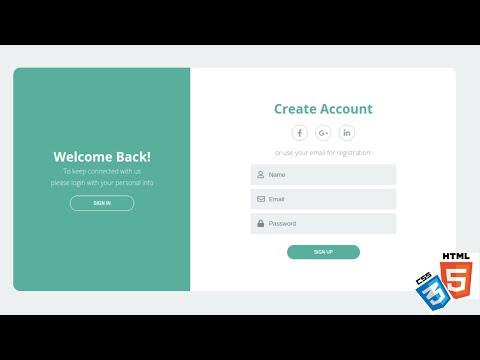 Welcome Back!
To keep connected with us
please login with your personal info
SIGN IN
Create Account
f
G+
in
or use your email for registration:
Name
Email
Password
SIGN UP
CSS
3
HTML
5